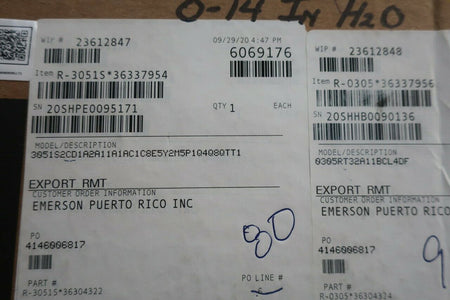 0-14 In H2O
WIP # 23612847
09/29/20 4:47 PM
6069176
Item R-3051S*36337954
SN 20SHPE0095171
QTY 1 EACH
MODEL/DESCRIPTION
3051S2CD1A2A11A1AC1C8E5Y2M5P1Q4Q8QTT1
EXPORT RMT
CUSTOMER ORDER INFORMATION
EMERSON PUERTO RICO INC
PO
4146006817
80
PART #
R-3051S*36304322
PO LINE #
WIP # 23612848
Item R-0305*36337956
SN 20SHHB0090136
MODEL/DESCRIPTION
0305RT32A11BCL4DF
EXPORT RMT
CUSTOMER ORDER INFORMATION
EMERSON PUERTO RICO
PO
4146006817
9
PART #
R-0305*36304324